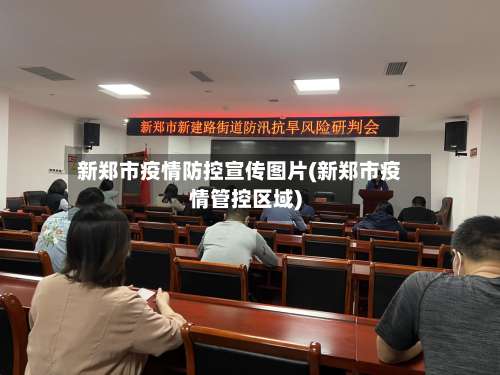 新郑市新建路街道防汛抗旱风险研判会
新郑市疫情防控宣传图片(新郑市疫
情管控区域)